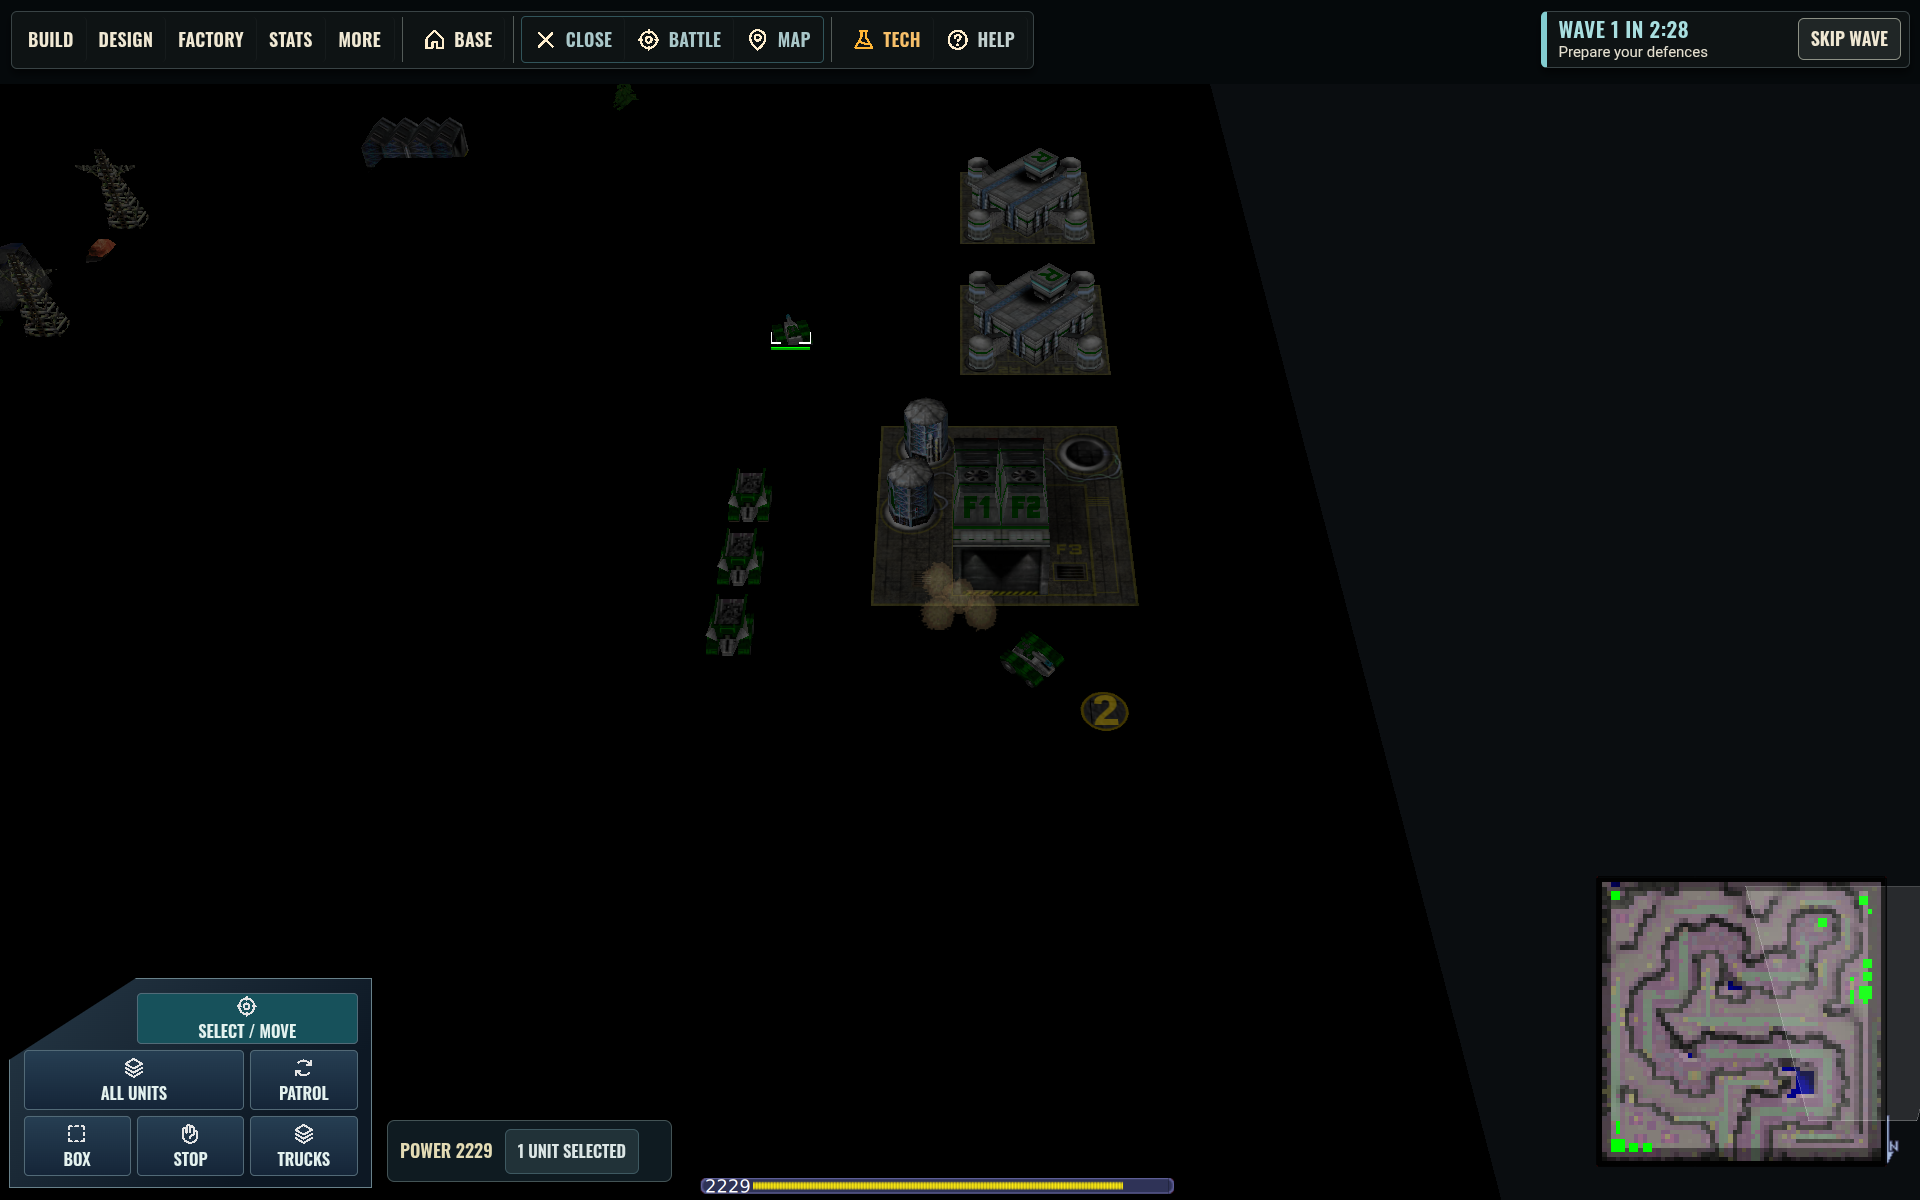 BUILD DESIGN FACTORY STATS MORE BASE CLOSE BATTLE MAP TECH HELP
WAVE 1 IN 2:28
Prepare your defences
SKIP WAVE
R
R
F1 F2
F3
2
SELECT / MOVE
ALL UNITS PATROL
BOX STOP TRUCKS
POWER 2229 1 UNIT SELECTED
2229
N